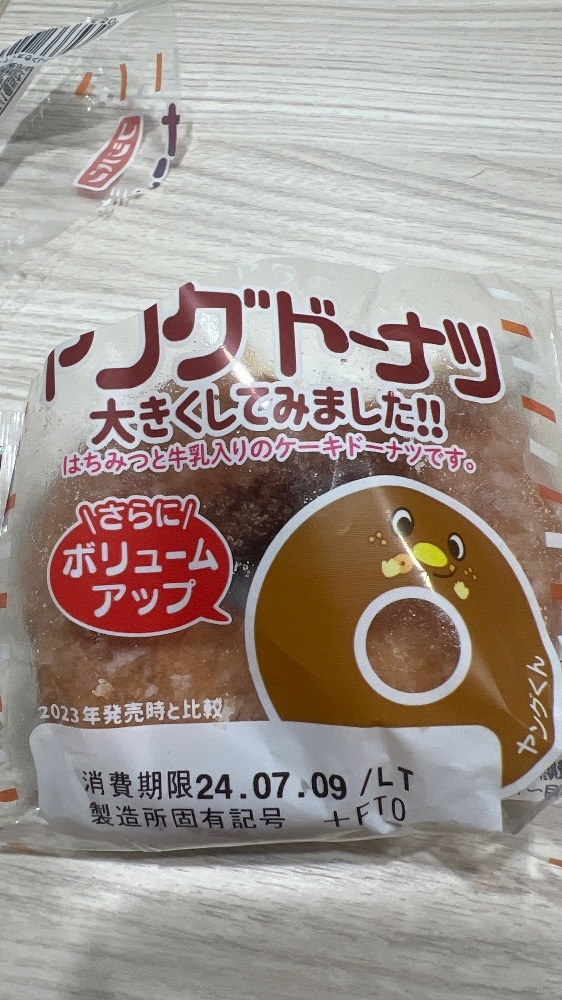 フジパン
ヤングドーナツ
大きくしてみました!!
はちみつと牛乳入りのケーキドーナツです。
\さらに/
ボリューム
アップ
2023年発売時と比較
ヤングくん
消費期限24.07.09 /LT
製造所固有記号 +FTO